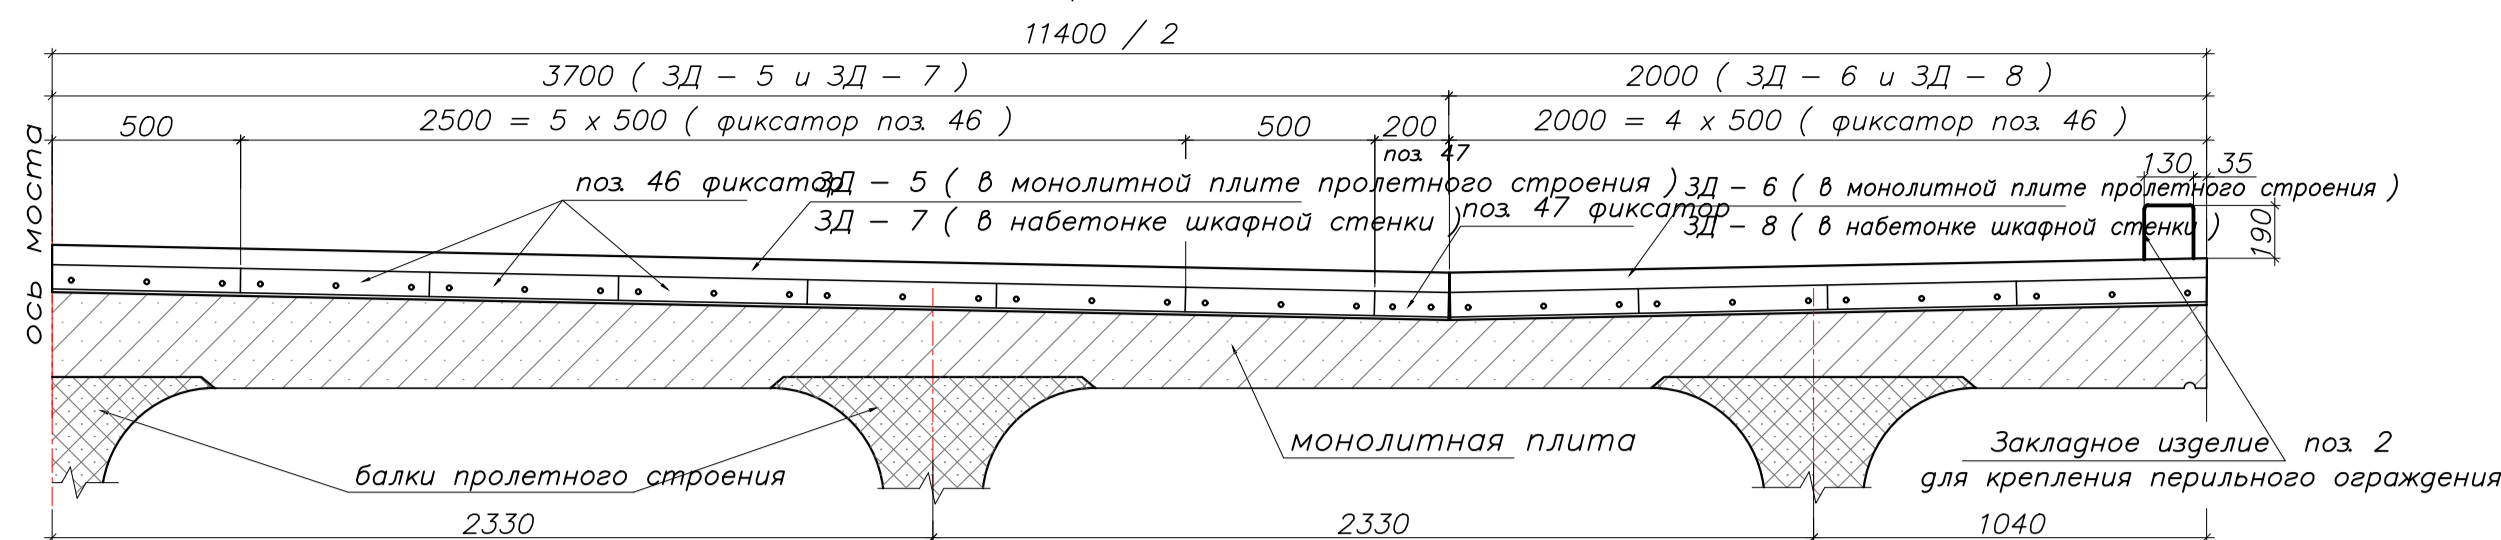 11400 / 2
3700 ( ЗД - 5 и ЗД - 7 )
2000 ( ЗД - 6 и ЗД - 8 )
500
2500 = 5 x 500 ( фиксатор поз. 46 )
500
200
2000 = 4 x 500 ( фиксатор поз. 46 )
поз. 47
130
35
ось моста
поз. 46 фиксатор
ЗД - 5 ( в монолитной плите пролетного строения )
ЗД - 7 ( в набетонке шкафной стенки )
поз. 47 фиксатор
ЗД - 6 ( в монолитной плите пролетного строения )
ЗД - 8 ( в набетонке шкафной стенки )
190
монолитная плита
балки пролетного строения
Закладное изделие поз. 2
для крепления перильного ограждения
2330
2330
1040